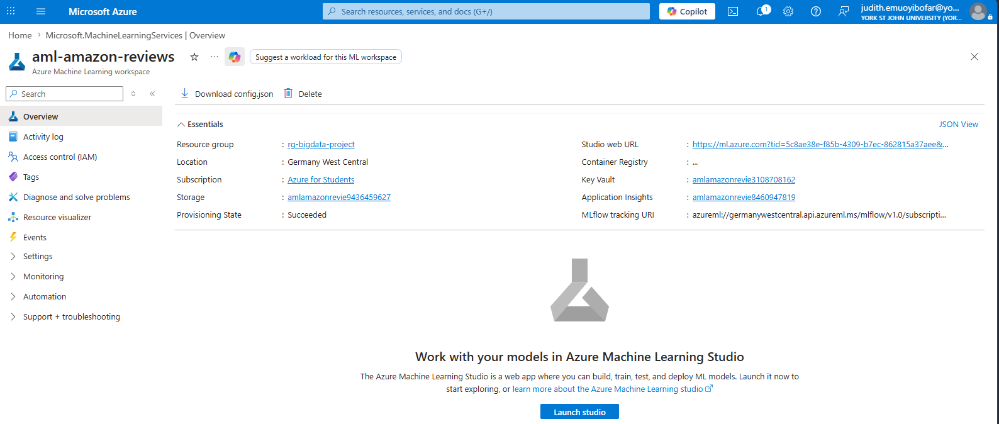 Microsoft Azure
Search resources, services, and docs (G+/)
Copilot
1
judith.emuoyibofar@yo...
YORK ST JOHN UNIVERSITY (YOR...
Home > Microsoft.MachineLearningServices | Overview
aml-amazon-reviews
Suggest a workload for this ML workspace
Azure Machine Learning workspace
Search
Download config.json
Delete
Overview
Activity log
Access control (IAM)
Tags
Diagnose and solve problems
Resource visualizer
Events
Settings
Monitoring
Automation
Support + troubleshooting
Essentials
JSON View
Resource group : rg-bigdata-project
Location : Germany West Central
Subscription : Azure for Students
Storage : amlamazonrevie9436459627
Provisioning State : Succeeded
Studio web URL : https://ml.azure.com?tid=5c8ae38e-f85b-4309-b7ec-862815a37aee&...
Container Registry : ...
Key Vault : amlamazonrevie3108708162
Application Insights : amlamazonrevie8460947819
MLflow tracking URI : azureml://germanywestcentral.api.azureml.ms/mlflow/v1.0/subscripti...
Work with your models in Azure Machine Learning Studio
The Azure Machine Learning Studio is a web app where you can build, train, test, and deploy ML models. Launch it now to
start exploring, or learn more about the Azure Machine Learning studio
Launch studio